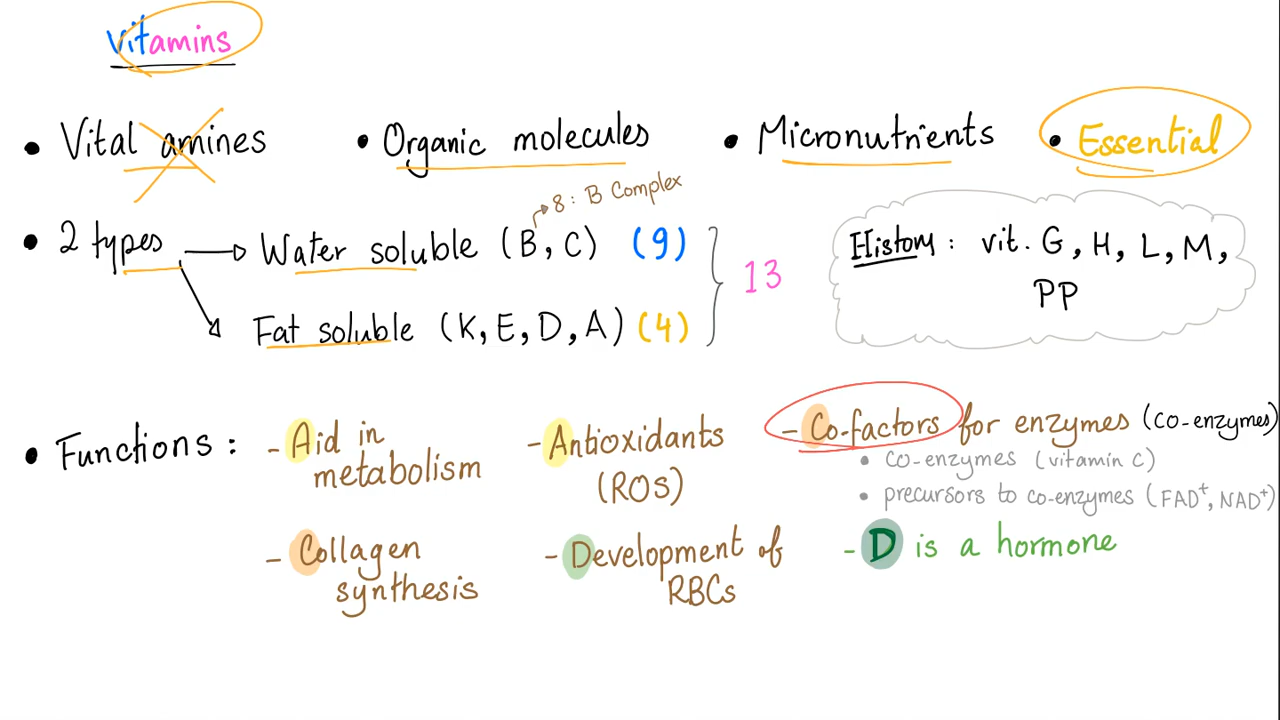 Vitamins
• Vital amines • Organic molecules • Micronutrients • Essential
8: B Complex
• 2 types Water soluble (B, C) (9)
Fat soluble (K, E, D, A) (4)
13
History: vit. G, H, L, M,
PP
• Functions: - Aid in
metabolism
- Antioxidants
(ROS)
- Co-factors for enzymes (co-enzymes)
• co-enzymes (vitamin c)
• precursors to co-enzymes (FAD+, NAD+)
- Collagen
synthesis
- Development of
RBCs
- D is a hormone